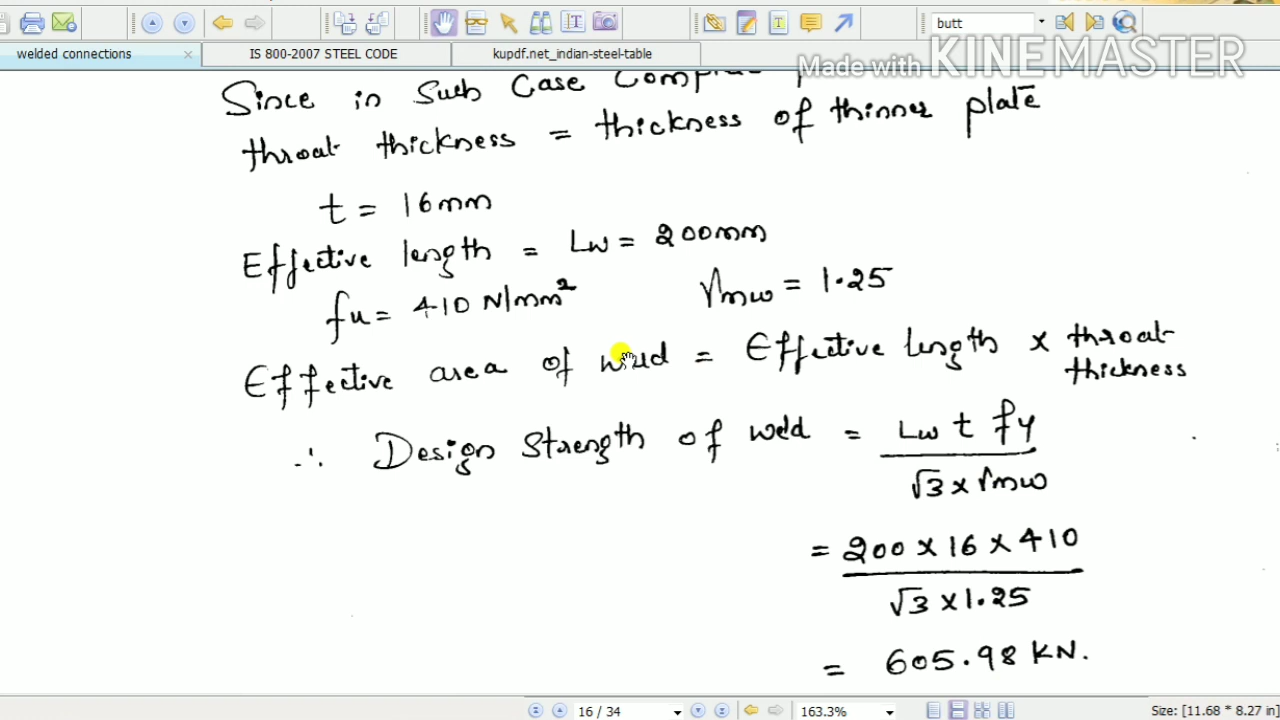 butt
welded connections
IS 800-2007 STEEL CODE
kupdf.net_indian-steel-table
Made with KINEMASTER
Since in Such Case
throat thickness = thickness of thinner plate
t = 16mm
Effective length = Lw = 200mm
fu = 410 N/mm² γmw = 1.25
Effective area of weld = Effective length × throat thickness
∴ Design Strength of weld = Lw t fy / √3 × γmw
= 200 × 16 × 410 / √3 × 1.25
= 605.98 KN.
16 / 34
163.3%
Size: [11.68 * 8.27 in]